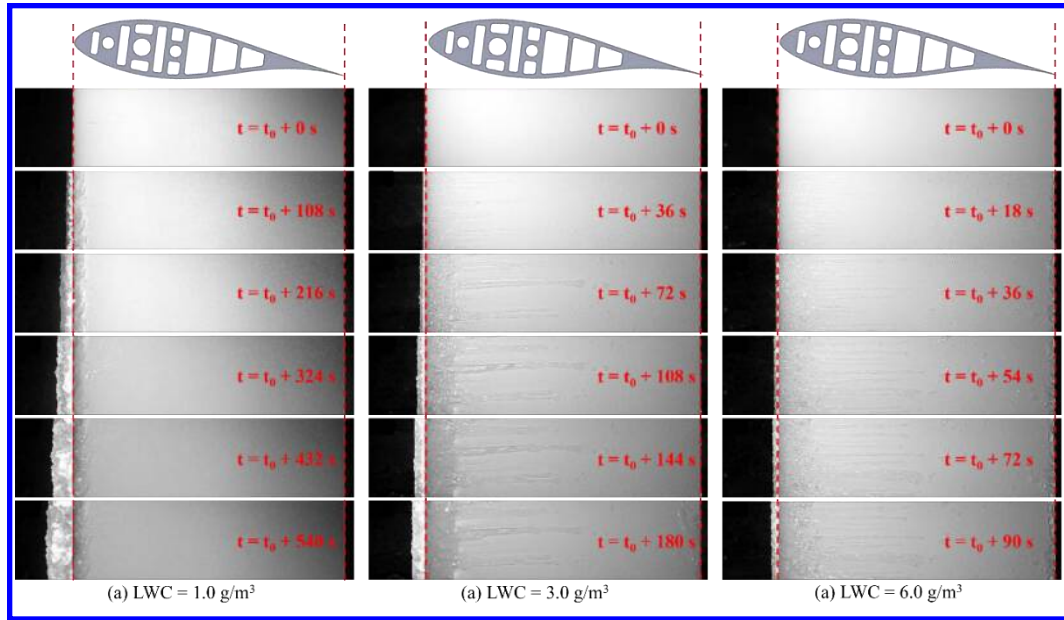 t = t₀ + 0 s
t = t₀ + 108 s
t = t₀ + 216 s
t = t₀ + 324 s
t = t₀ + 432 s
t = t₀ + 540 s
(a) LWC = 1.0 g/m³
t = t₀ + 0 s
t = t₀ + 36 s
t = t₀ + 72 s
t = t₀ + 108 s
t = t₀ + 144 s
t = t₀ + 180 s
(a) LWC = 3.0 g/m³
t = t₀ + 0 s
t = t₀ + 18 s
t = t₀ + 36 s
t = t₀ + 54 s
t = t₀ + 72 s
t = t₀ + 90 s
(a) LWC = 6.0 g/m³